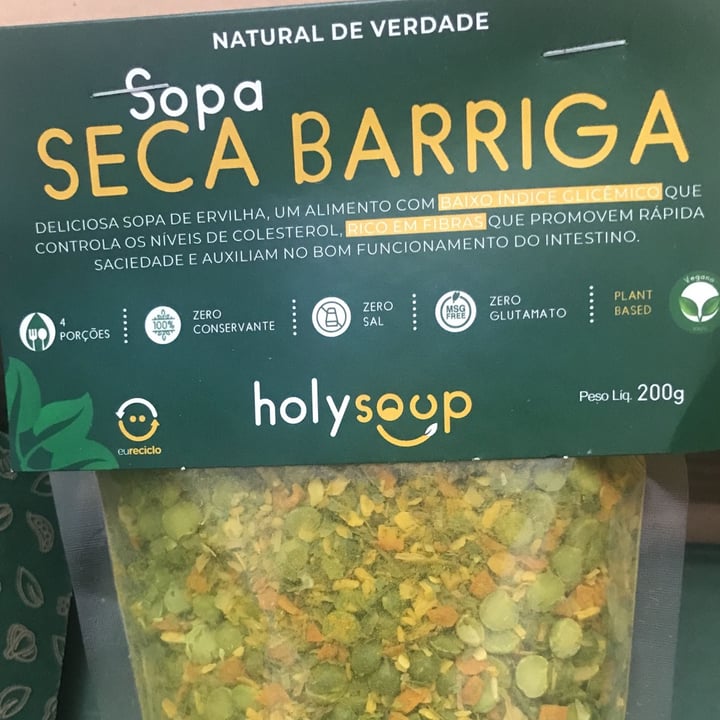 NATURAL DE VERDADE
Sopa
SECA BARRIGA
DELICIOSA SOPA DE ERVILHA, UM ALIMENTO COM BAIXO ÍNDICE GLICÊMICO QUE
CONTROLA OS NÍVEIS DE COLESTEROL, RICO EM FIBRAS QUE PROMOVEM RÁPIDA
SACIEDADE E AUXILIAM NO BOM FUNCIONAMENTO DO INTESTINO.
4
PORÇÕES
100%
ZERO
CONSERVANTE
ZERO
SAL
MSG
FREE
ZERO
GLUTAMATO
PLANT
BASED
Vegano
eureciclo
holysoup
Peso Líq. 200g